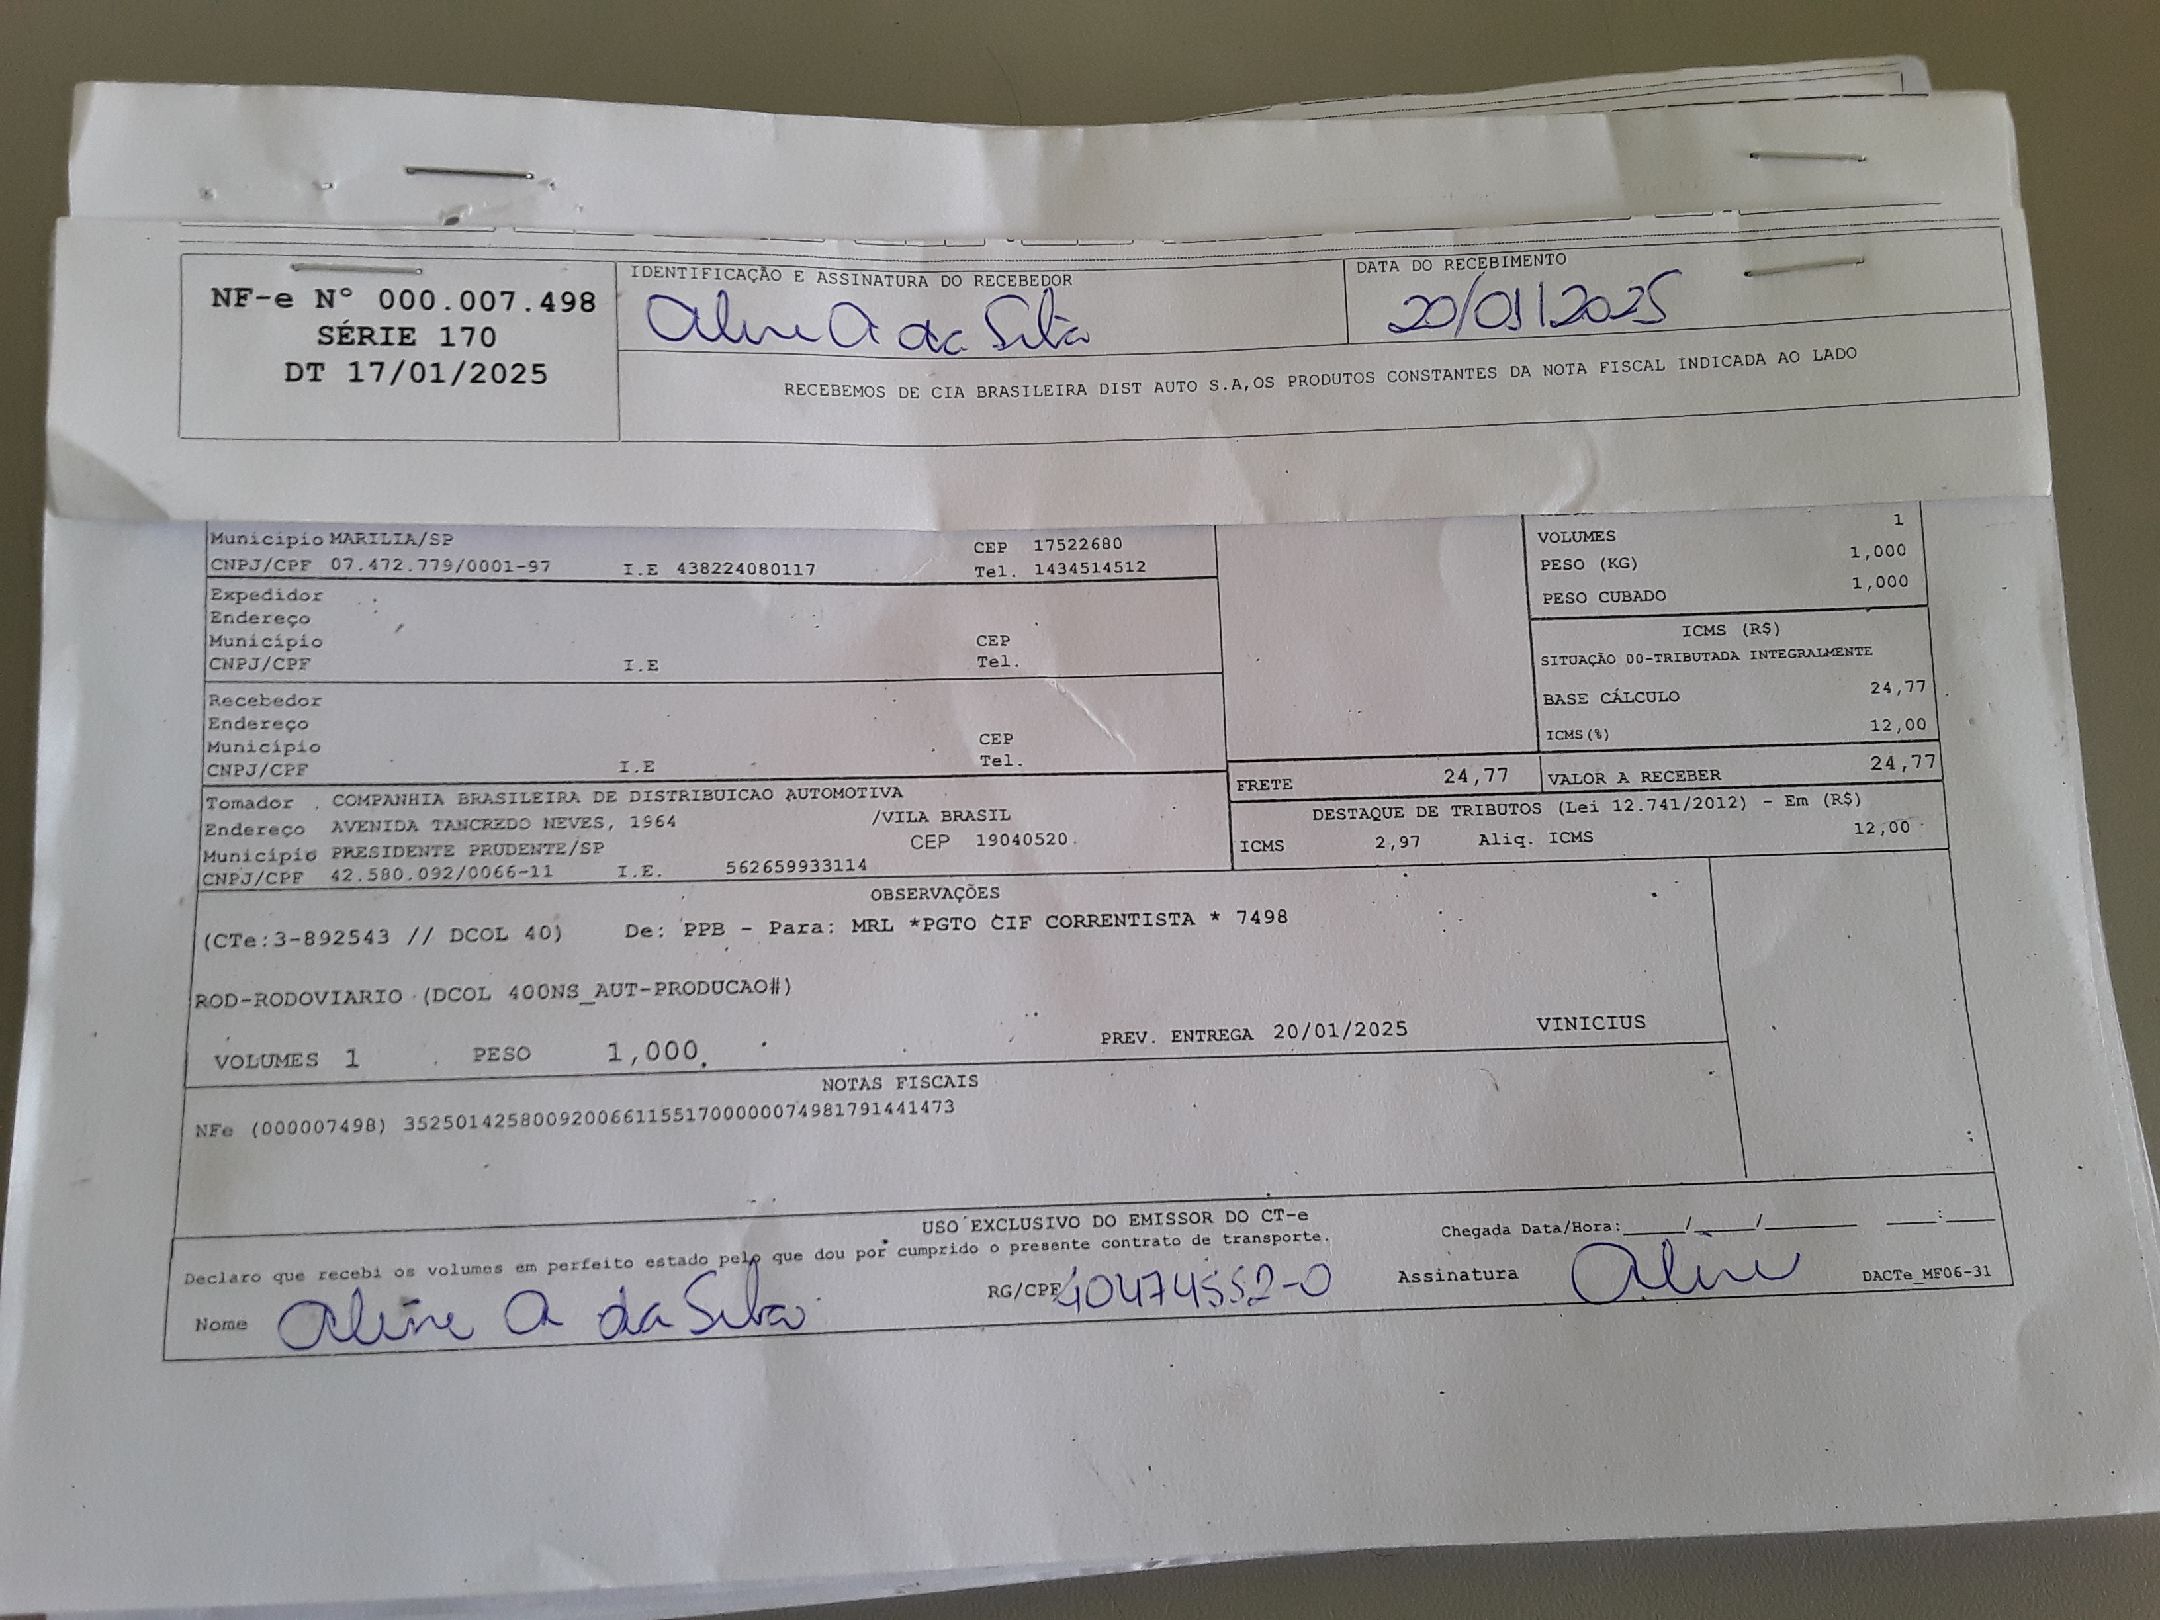 NF-e Nº 000.007.498
SÉRIE 170
DT 17/01/2025
IDENTIFICAÇÃO E ASSINATURA DO RECEBEDOR
Aline A da Silva
DATA DO RECEBIMENTO
20/01/2025
RECEBEMOS DE CIA BRASILEIRA DIST AUTO S.A,OS PRODUTOS CONSTANTES DA NOTA FISCAL INDICADA AO LADO
Município MARILIA/SP CEP 17522680
CNPJ/CPF 07.472.779/0001-97 I.E 438224080117 Tel. 1434514512
Expedidor
Endereço
Município CEP
CNPJ/CPF I.E Tel.
Recebedor
Endereço
Município CEP
CNPJ/CPF I.E Tel.
Tomador COMPANHIA BRASILEIRA DE DISTRIBUICAO AUTOMOTIVA
Endereço AVENIDA TANCREDO NEVES, 1964 /VILA BRASIL
Município PRESIDENTE PRUDENTE/SP CEP 19040520
CNPJ/CPF 42.580.092/0066-11 I.E. 562659933114
VOLUMES 1
PESO (KG) 1,000
PESO CUBADO 1,000
ICMS (R$)
SITUAÇÃO 00-TRIBUTADA INTEGRALMENTE
BASE CÁLCULO 24,77
ICMS(%) 12,00
FRETE 24,77 VALOR A RECEBER 24,77
DESTAQUE DE TRIBUTOS (Lei 12.741/2012) - Em (R$)
ICMS 2,97 Aliq. ICMS 12,00
OBSERVAÇÕES
(CTe:3-892543 // DCOL 40) De: PPB - Para: MRL *PGTO CIF CORRENTISTA * 7498
ROD-RODOVIARIO (DCOL 400NS_AUT-PRODUCAO#)
VOLUMES 1 PESO 1,000 PREV. ENTREGA 20/01/2025 VINICIUS
NOTAS FISCAIS
NFe (000007498) 35250142580092006611551700000074981791441473
USO EXCLUSIVO DO EMISSOR DO CT-e
Declaro que recebi os volumes em perfeito estado pelo que dou por cumprido o presente contrato de transporte.
Chegada Data/Hora:____/____/______ ___:___
Nome Aline A da Silva RG/CPF 40474552-0 Assinatura Aline DACTe_MF06-31